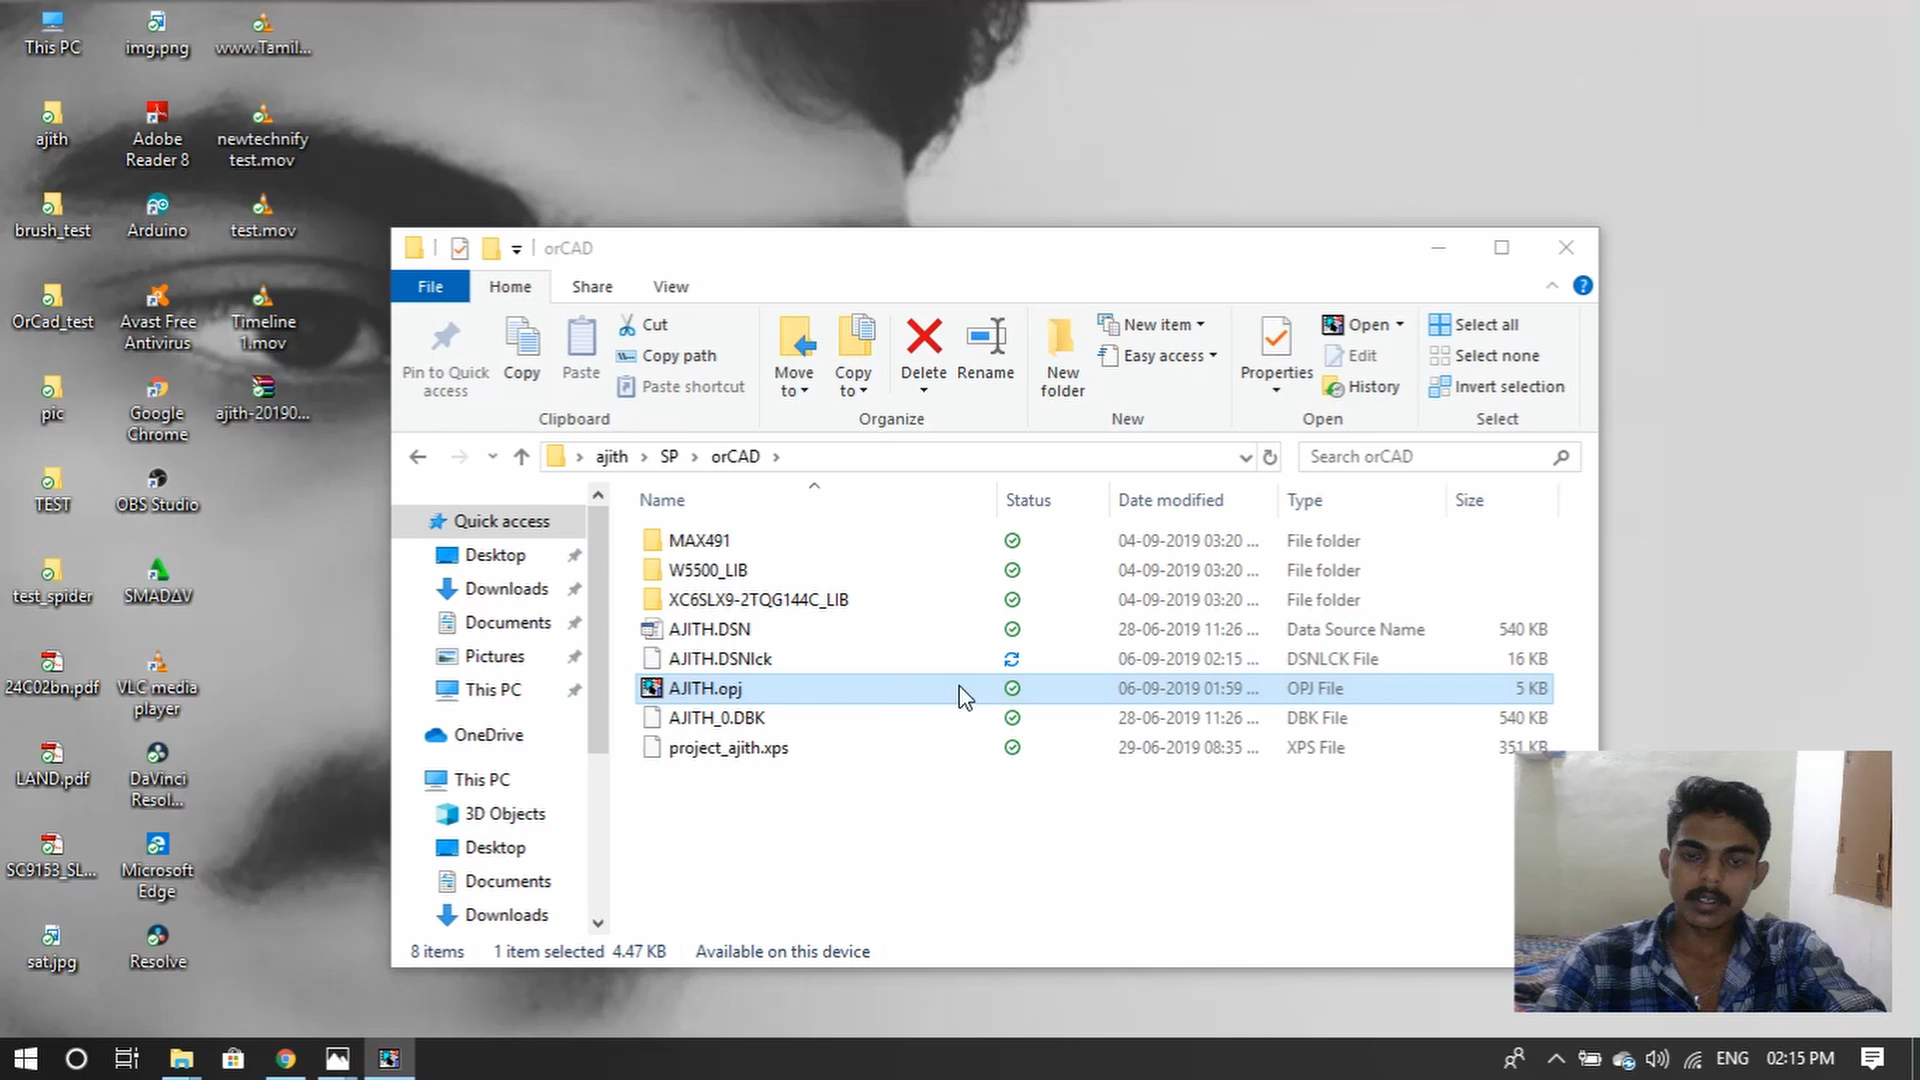 This PC
img.png
www.Tamil...
ajith
Adobe
Reader 8
newtechnify
test.mov
brush_test
Arduino
test.mov
OrCad_test
Avast Free
Antivirus
Timeline
1.mov
pic
Google
Chrome
ajith-20190...
TEST
OBS Studio
test_spider
SMADΔV
24C02bn.pdf
VLC media
player
LAND.pdf
DaVinci
Resol...
SC9153_SL...
Microsoft
Edge
sat.jpg
Resolve
orCAD
File
Home
Share
View
Pin to Quick
access
Copy
Paste
Cut
Copy path
Paste shortcut
Clipboard
Move
to
Copy
to
Delete
Rename
Organize
New
folder
New item
Easy access
New
Properties
Open
Edit
History
Open
Select all
Select none
Invert selection
Select
ajith > SP > orCAD >
Search orCAD
Quick access
Desktop
Downloads
Documents
Pictures
This PC
OneDrive
This PC
3D Objects
Desktop
Documents
Downloads
Name Status Date modified Type Size
MAX491 04-09-2019 03:20 ... File folder
W5500_LIB 04-09-2019 03:20 ... File folder
XC6SLX9-2TQG144C_LIB 04-09-2019 03:20 ... File folder
AJITH.DSN 28-06-2019 11:26 ... Data Source Name 540 KB
AJITH.DSNlck 06-09-2019 02:15 ... DSNLCK File 16 KB
AJITH.opj 06-09-2019 01:59 ... OPJ File 5 KB
AJITH_0.DBK 28-06-2019 11:26 ... DBK File 540 KB
project_ajith.xps 29-06-2019 08:35 ... XPS File 351 KB
8 items 1 item selected 4.47 KB Available on this device
ENG 02:15 PM